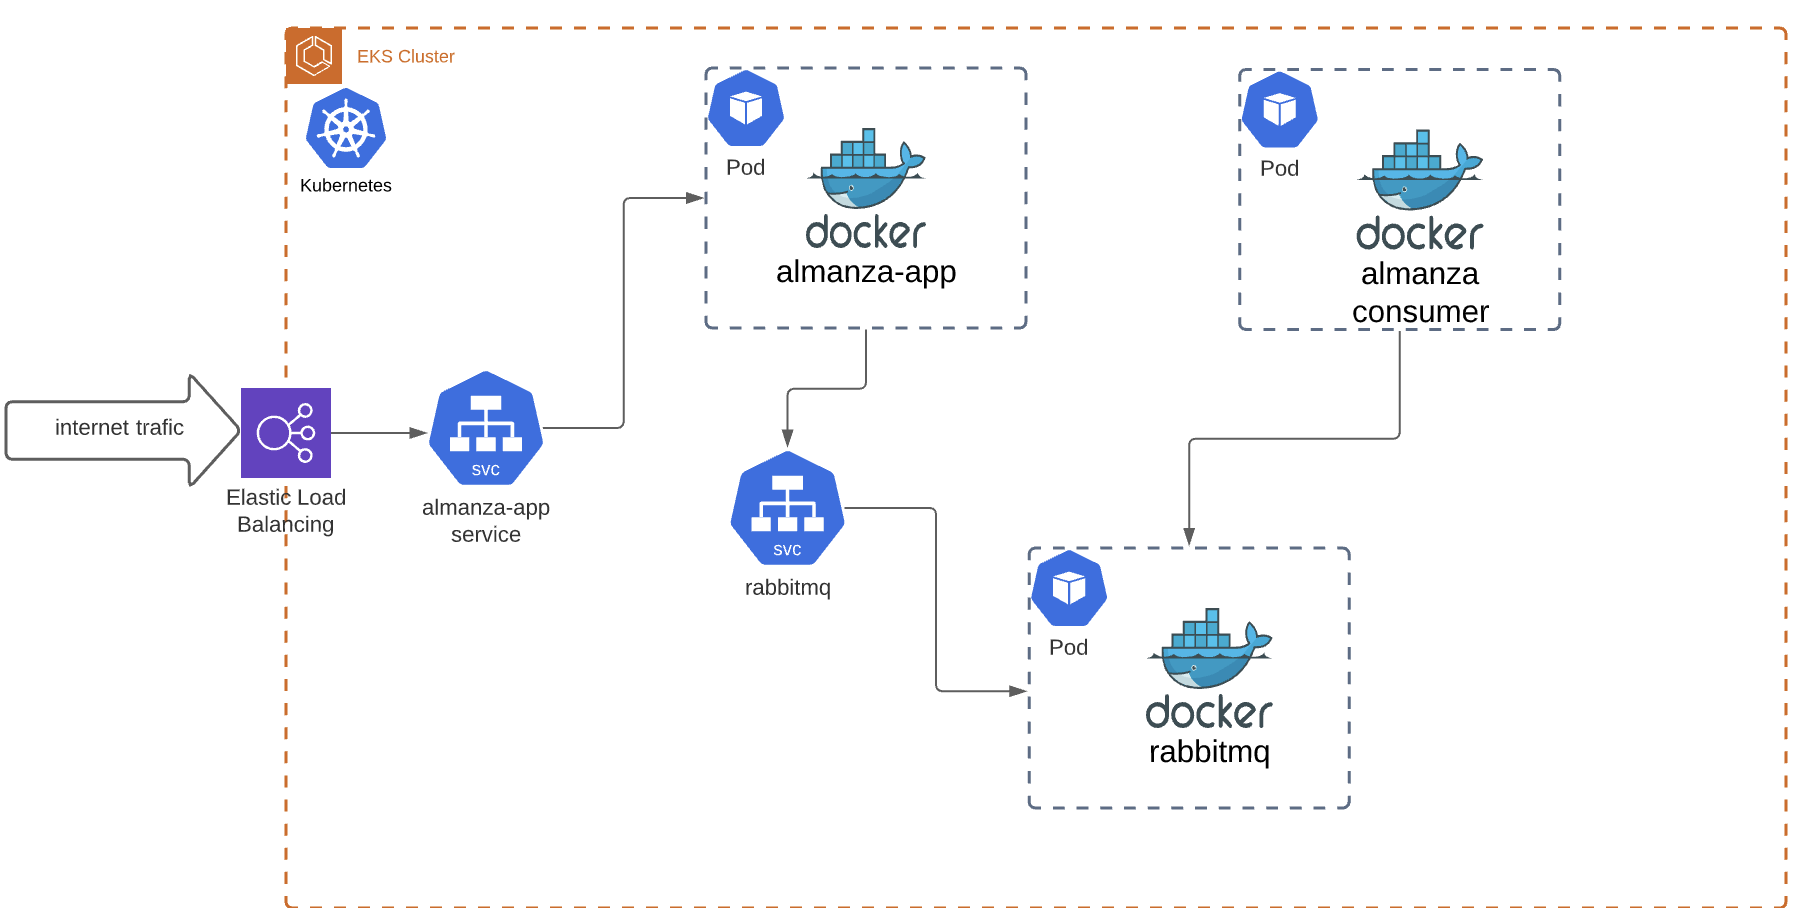 EKS Cluster
Kubernetes
Pod
docker
almanza-app
Pod
docker
almanza
consumer
internet trafic
Elastic Load
Balancing
svc
almanza-app
service
svc
rabbitmq
Pod
docker
rabbitmq